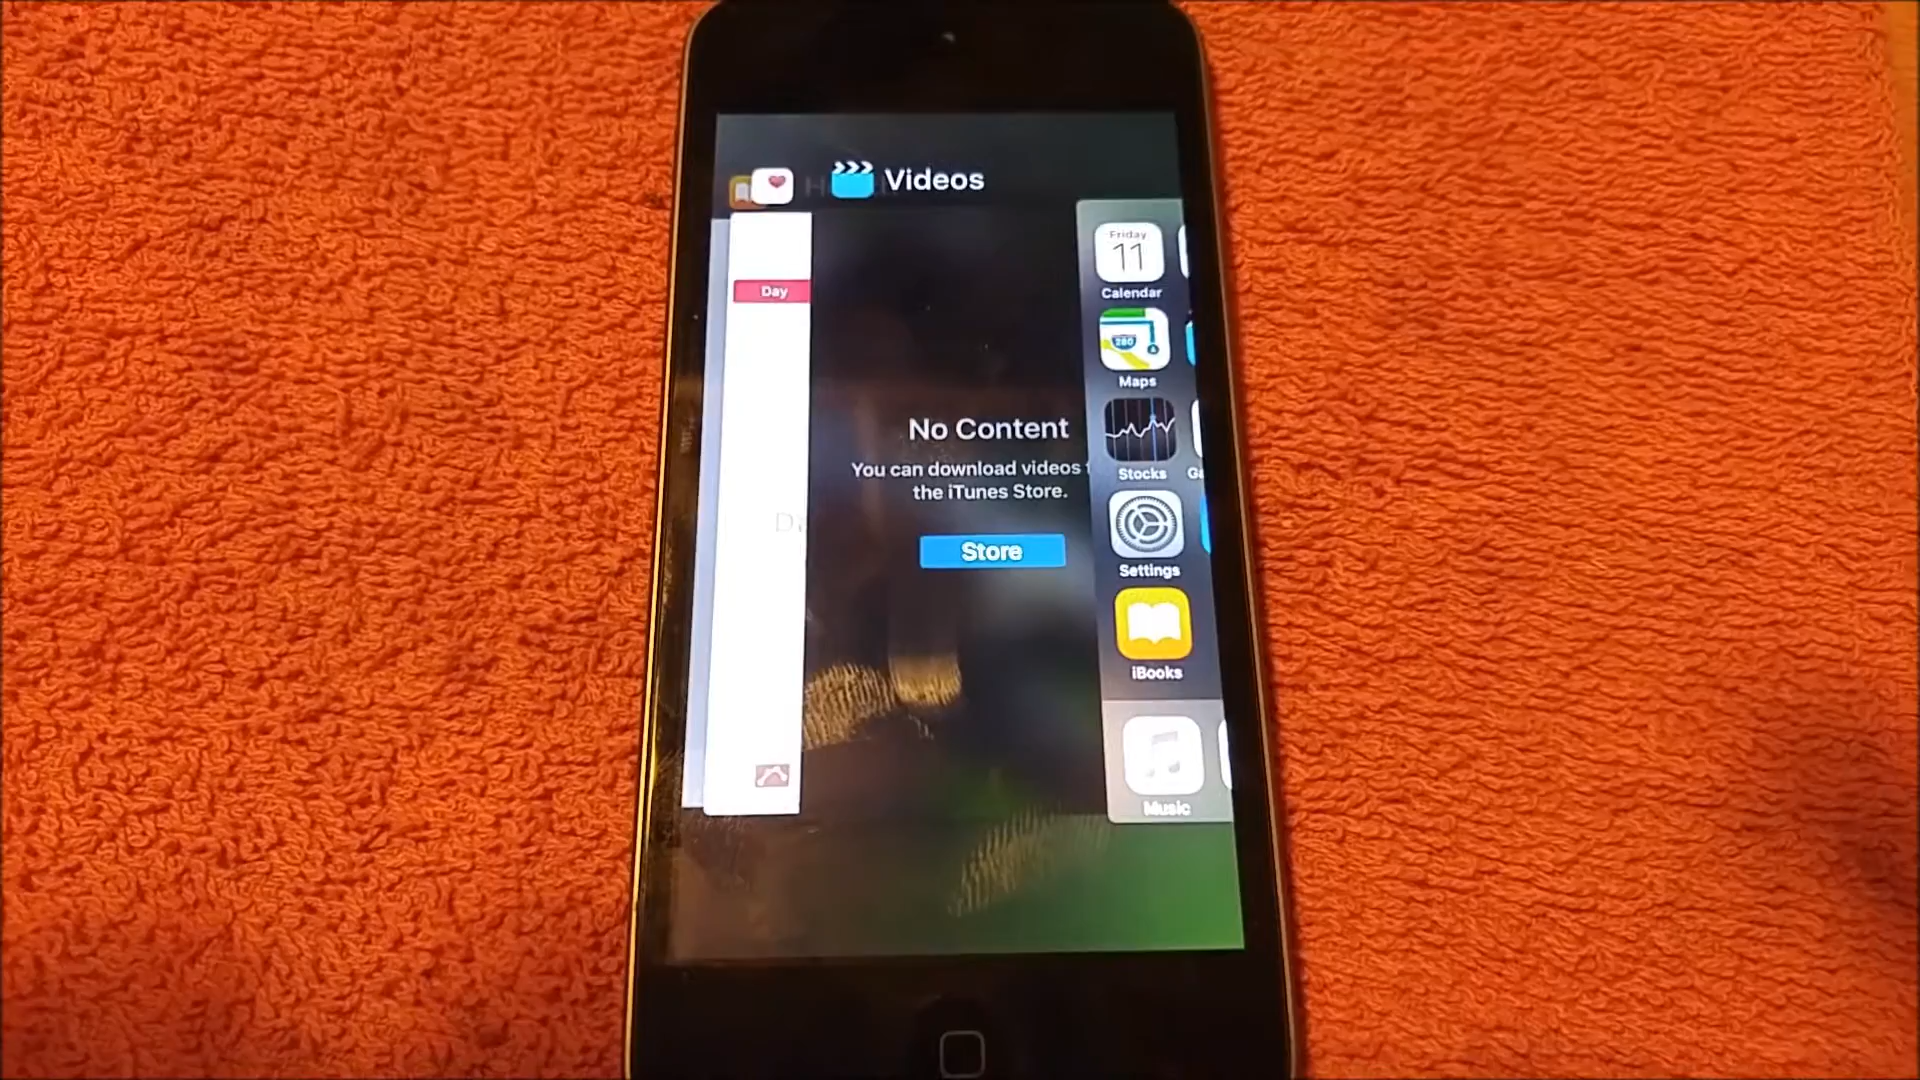 Videos
Day
No Content
You can download videos
the iTunes Store.
Store
Friday
11
Calendar
280
Maps
Stocks
Settings
iBooks
Music